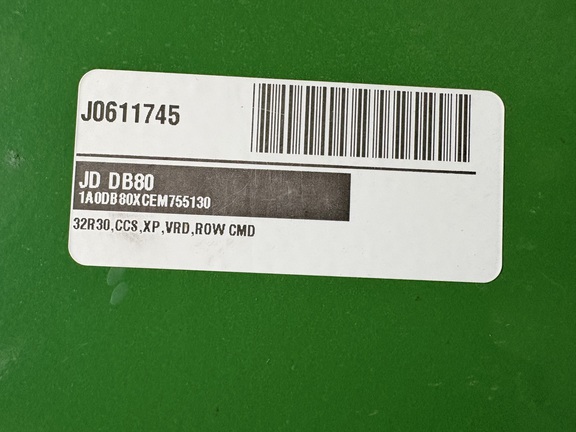 J0611745
JD DB80
1A0DB80XCEM755130
32R30,CCS,XP,VRD,ROW CMD